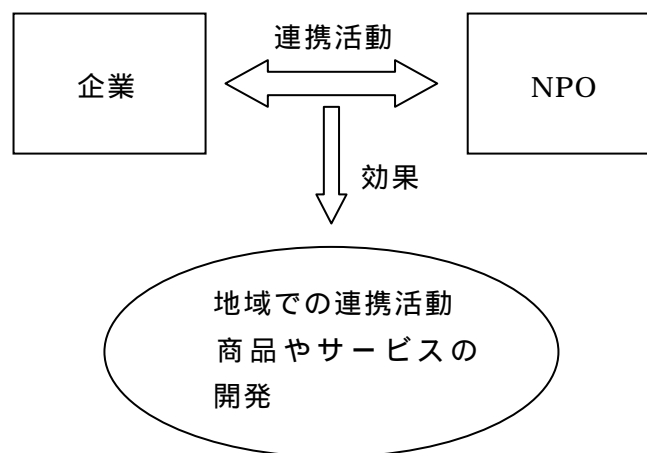 連携活動
企業
NPO
効果
地域での連携活動
商品やサービスの
開発